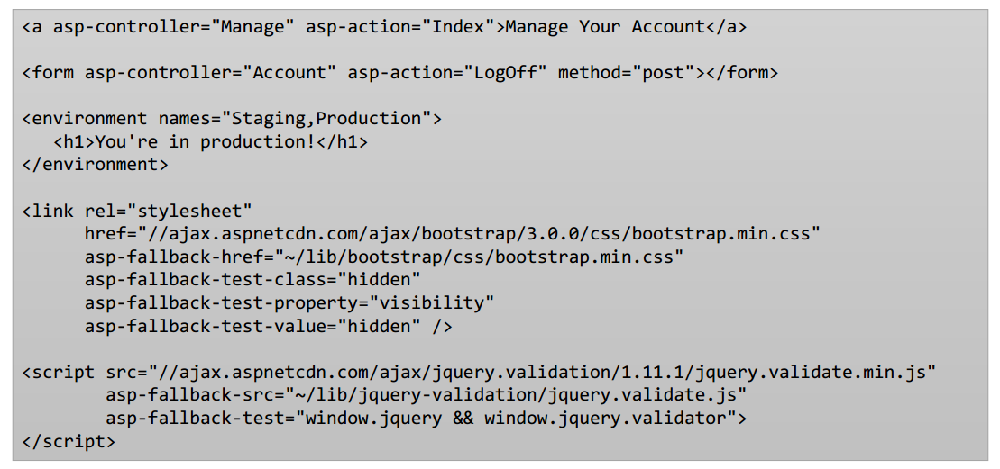 <a asp-controller="Manage" asp-action="Index">Manage Your Account</a>
<form asp-controller="Account" asp-action="LogOff" method="post"></form>
<environment names="Staging,Production">
<h1>You're in production!</h1>
</environment>
<link rel="stylesheet"
href="//ajax.aspnetcdn.com/ajax/bootstrap/3.0.0/css/bootstrap.min.css"
asp-fallback-href="~/lib/bootstrap/css/bootstrap.min.css"
asp-fallback-test-class="hidden"
asp-fallback-test-property="visibility"
asp-fallback-test-value="hidden" />
<script src="//ajax.aspnetcdn.com/ajax/jquery.validation/1.11.1/jquery.validate.min.js"
asp-fallback-src="~/lib/jquery-validation/jquery.validate.js"
asp-fallback-test="window.jquery && window.jquery.validator">
</script>